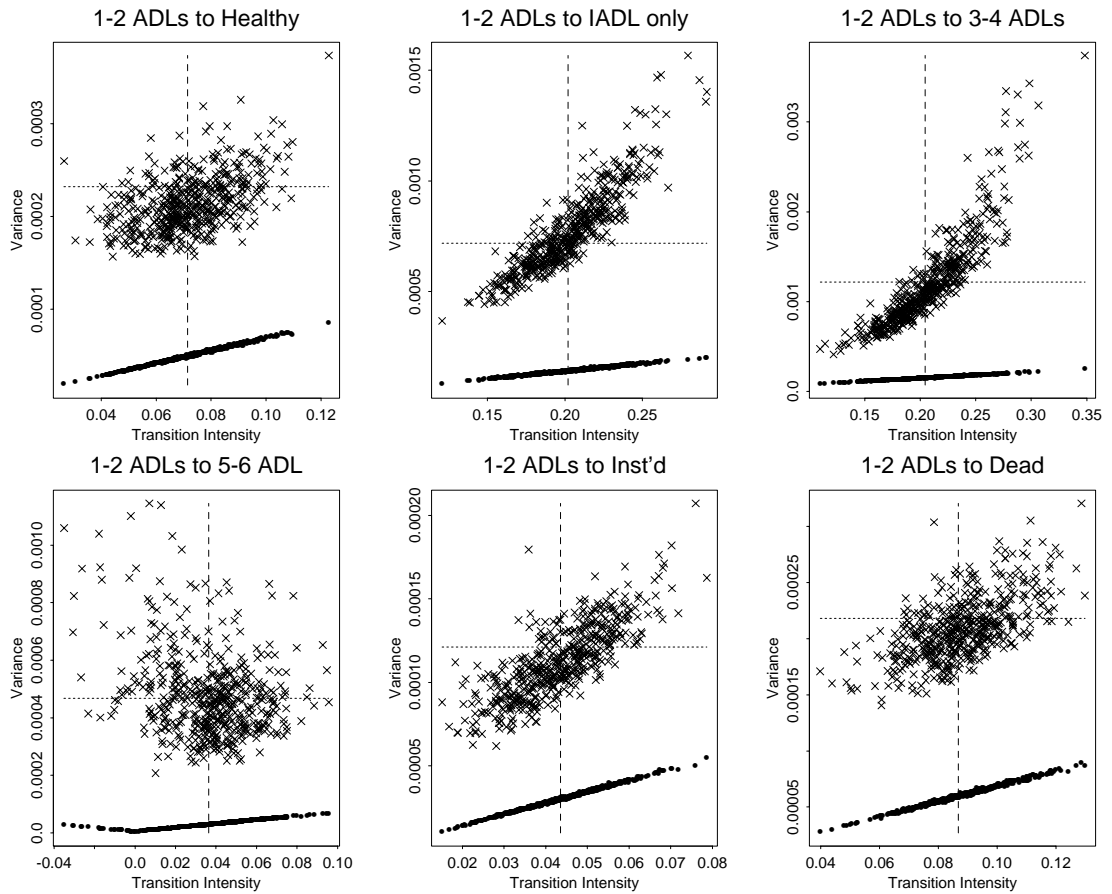 1-2 ADLs to Healthy
Variance
0.0001 0.0002 0.0003
0.04 0.06 0.08 0.10 0.12
Transition Intensity
1-2 ADLs to IADL only
Variance
0.0005 0.0010 0.0015
0.15 0.20 0.25
Transition Intensity
1-2 ADLs to 3-4 ADLs
Variance
0.0 0.001 0.002 0.003
0.15 0.20 0.25 0.30 0.35
Transition Intensity
1-2 ADLs to 5-6 ADL
Variance
0.0 0.0002 0.0004 0.0006 0.0008 0.0010
-0.04 0.0 0.02 0.04 0.06 0.08 0.10
Transition Intensity
1-2 ADLs to Inst'd
Variance
0.00005 0.00010 0.00015 0.00020
0.02 0.03 0.04 0.05 0.06 0.07 0.08
Transition Intensity
1-2 ADLs to Dead
Variance
0.00005 0.00015 0.00025
0.04 0.06 0.08 0.10 0.12
Transition Intensity